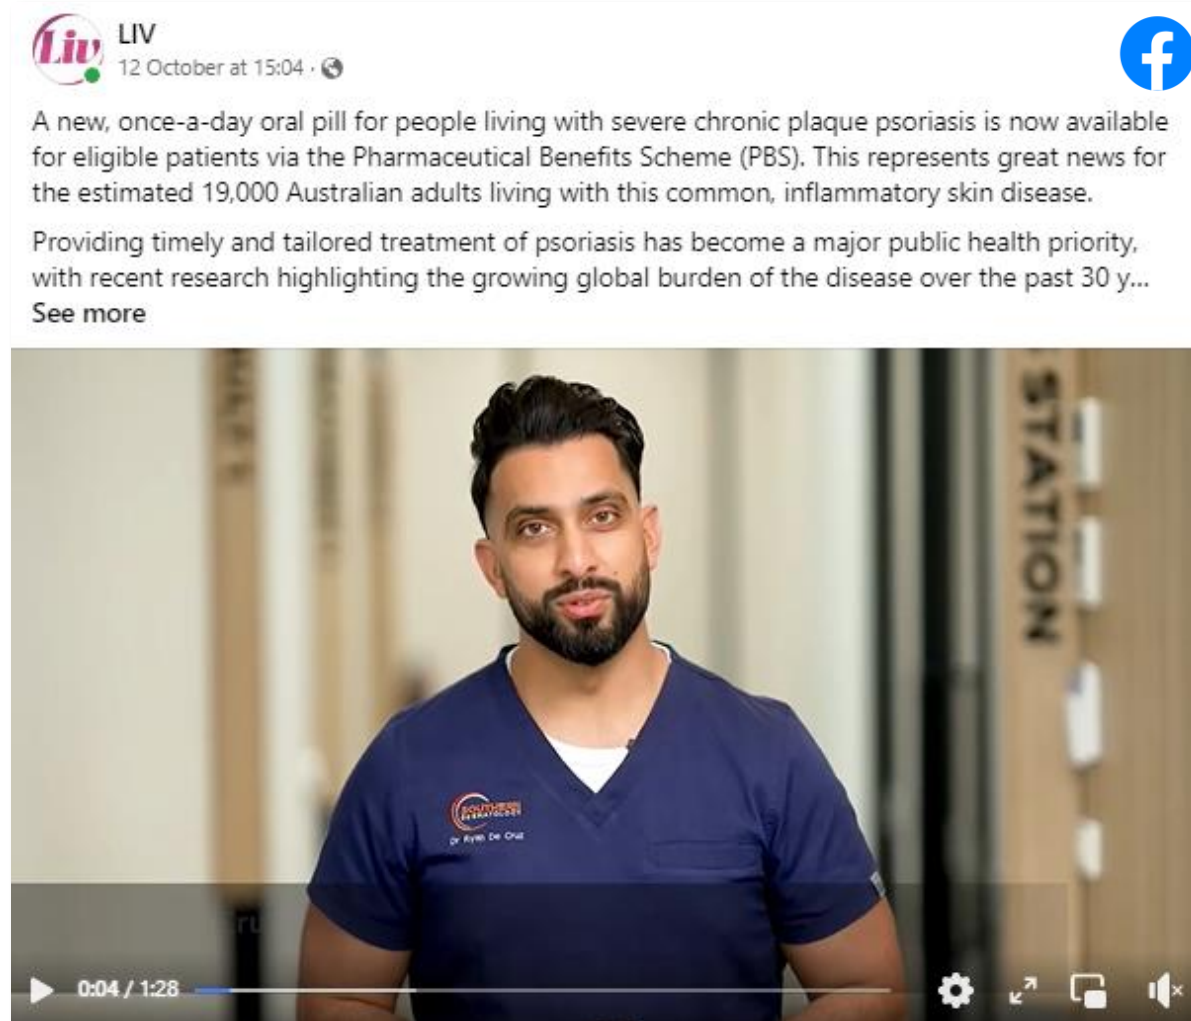 Liv
LIV
12 October at 15:04 ·
A new, once-a-day oral pill for people living with severe chronic plaque psoriasis is now available
for eligible patients via the Pharmaceutical Benefits Scheme (PBS). This represents great news for
the estimated 19,000 Australian adults living with this common, inflammatory skin disease.
Providing timely and tailored treatment of psoriasis has become a major public health priority,
with recent research highlighting the growing global burden of the disease over the past 30 y...
See more
STATION
SOUTHERN
DERMATOLOGY
Dr Ryan De Cruz
0:04 / 1:28